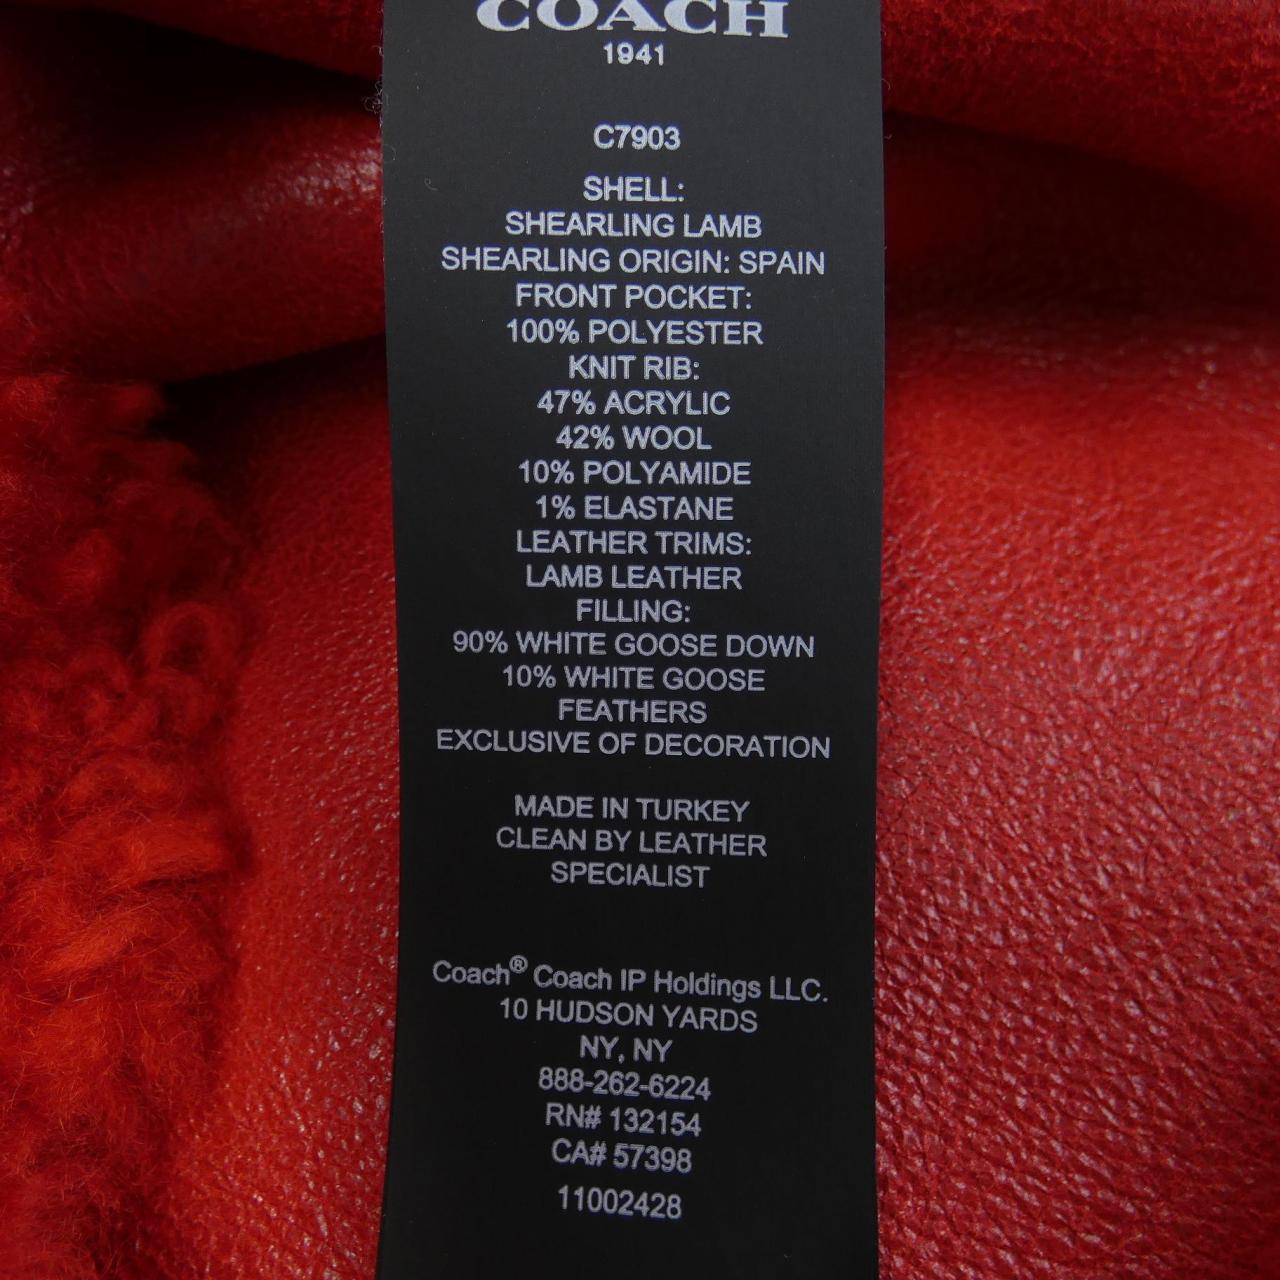 COACH
1941
C7903
SHELL:
SHEARLING LAMB
SHEARLING ORIGIN: SPAIN
FRONT POCKET:
100% POLYESTER
KNIT RIB:
47% ACRYLIC
42% WOOL
10% POLYAMIDE
1% ELASTANE
LEATHER TRIMS:
LAMB LEATHER
FILLING:
90% WHITE GOOSE DOWN
10% WHITE GOOSE
FEATHERS
EXCLUSIVE OF DECORATION
MADE IN TURKEY
CLEAN BY LEATHER
SPECIALIST
Coach® Coach IP Holdings LLC.
10 HUDSON YARDS
NY, NY
888-262-6224
RN# 132154
CA# 57398
11002428